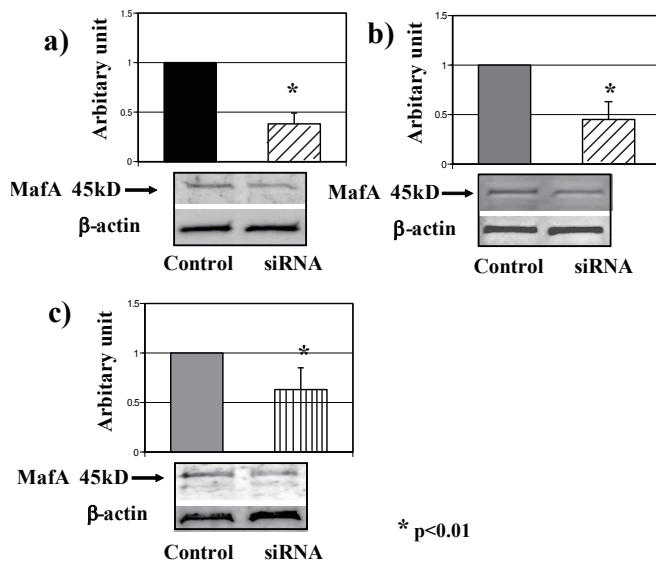 a)
Arbitary unit
1.5
1
0.5
0
*
MafA 45kD
β-actin
Control siRNA
b)
Arbitary unit
1.5
1
0.5
0
*
MafA 45kD
β-actin
Control siRNA
c)
Arbitary unit
1.5
1
0.5
0
*
MafA 45kD
β-actin
Control siRNA
* p<0.01